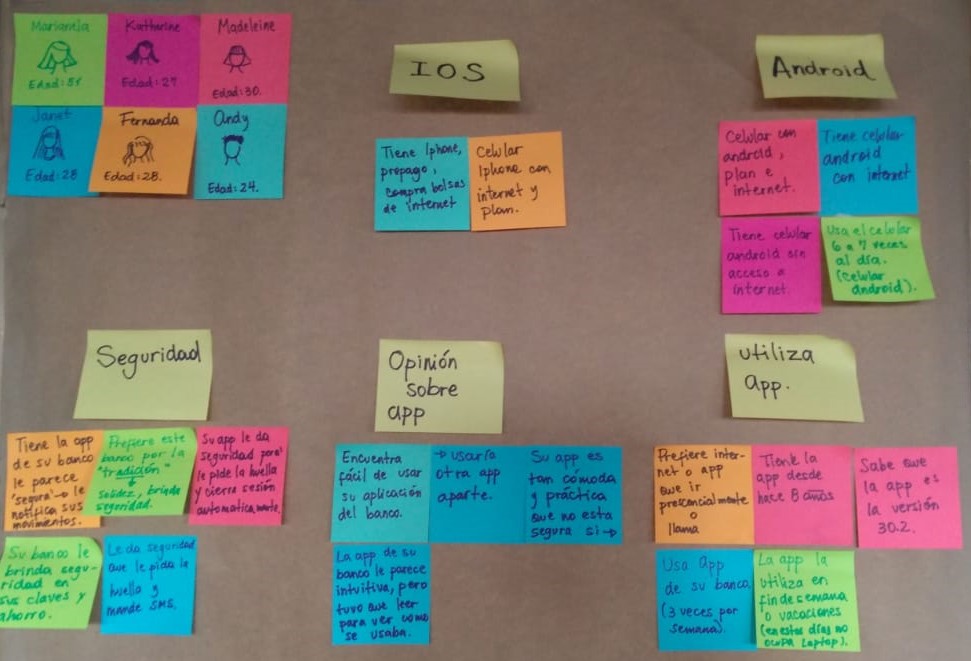 Marianela
Edad: 51
Katharine
Edad: 27
Madeleine
Edad: 30.
Janet
Edad: 28
Fernanda
Edad: 28.
Andy
Edad: 24.
IOS
Tiene Iphone,
prepago,
compra bolsas
de internet
Celular
Iphone con
internet y
plan.
Android
Celular con
android,
plan e
internet.
Tiene celular
android
con internet
Tiene celular
android sin
acceso a
internet.
Usa el celular
6 a 7 veces
al día.
(celular
android).
Seguridad
Tiene la app
de su banco
le parece
"segura" → le
notifica sus
movimientos.
Prefiere este
banco por la
"tradición"
↓
solidez, brinda
seguridad.
Su app le da
seguridad porq'
le pide la huella
y cierra sesión
automaticamente.
Su banco le
brinda segu-
ridad en
sus claves y
ahorro.
Le da seguridad
que le pida la
huella y
mande SMS.
Opinión
sobre
app
Encuentra
fácil de usar
su aplicación
del banco.
→ usaría
otra app
aparte.
Su app es
tan cómoda
y práctica
que no esta
segura si →
La app de su
banco le parece
intuitiva, pero
tuvo que leer
para ver como
se usaba.
utiliza
app.
Prefiere inter-
net o app
que ir
presencialmente
o
llama
Tiene la
app desde
hace 8 años
Sabe que
la app es
la versión
30.2.
Usa App
de su banco,
(3 veces por
semana).
La app la
utiliza en
fin de semana
o vacaciones
(en estos días no
ocupa Laptop).